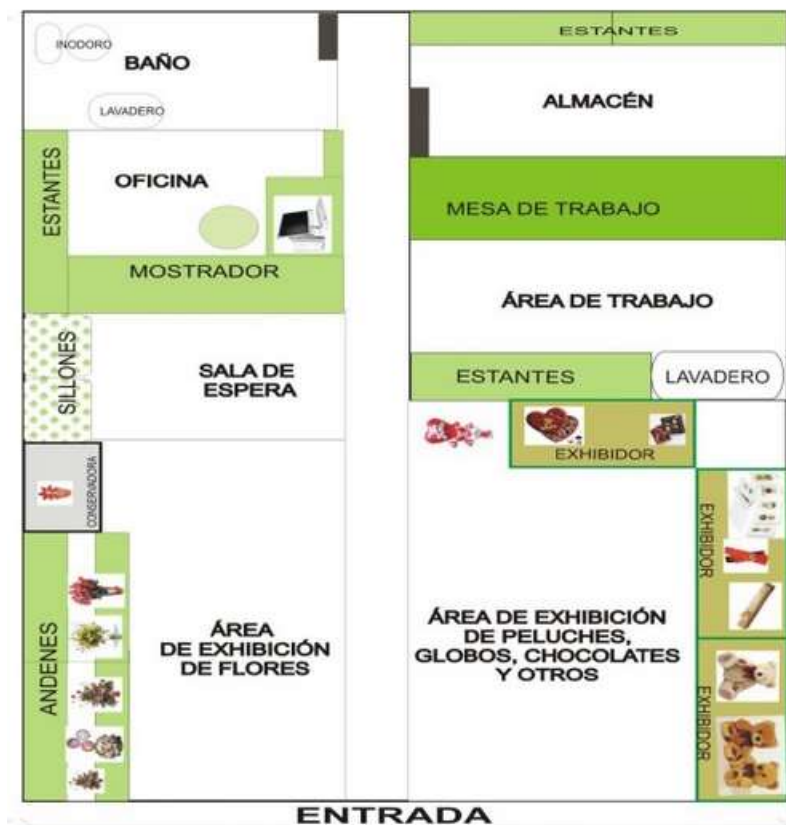 INODORO
BAÑO
LAVADERO
ESTANTES
OFICINA
MOSTRADOR
SILLONES
SALA DE
ESPERA
CONSERVADORA
ANDENES
ÁREA
DE EXHIBICIÓN
DE FLORES
ESTANTES
ALMACÉN
MESA DE TRABAJO
ÁREA DE TRABAJO
ESTANTES
LAVADERO
EXHIBIDOR
EXHIBIDOR
ÁREA DE EXHIBICIÓN
DE PELUCHES,
GLOBOS, CHOCOLATES
Y OTROS
EXHIBIDOR
ENTRADA